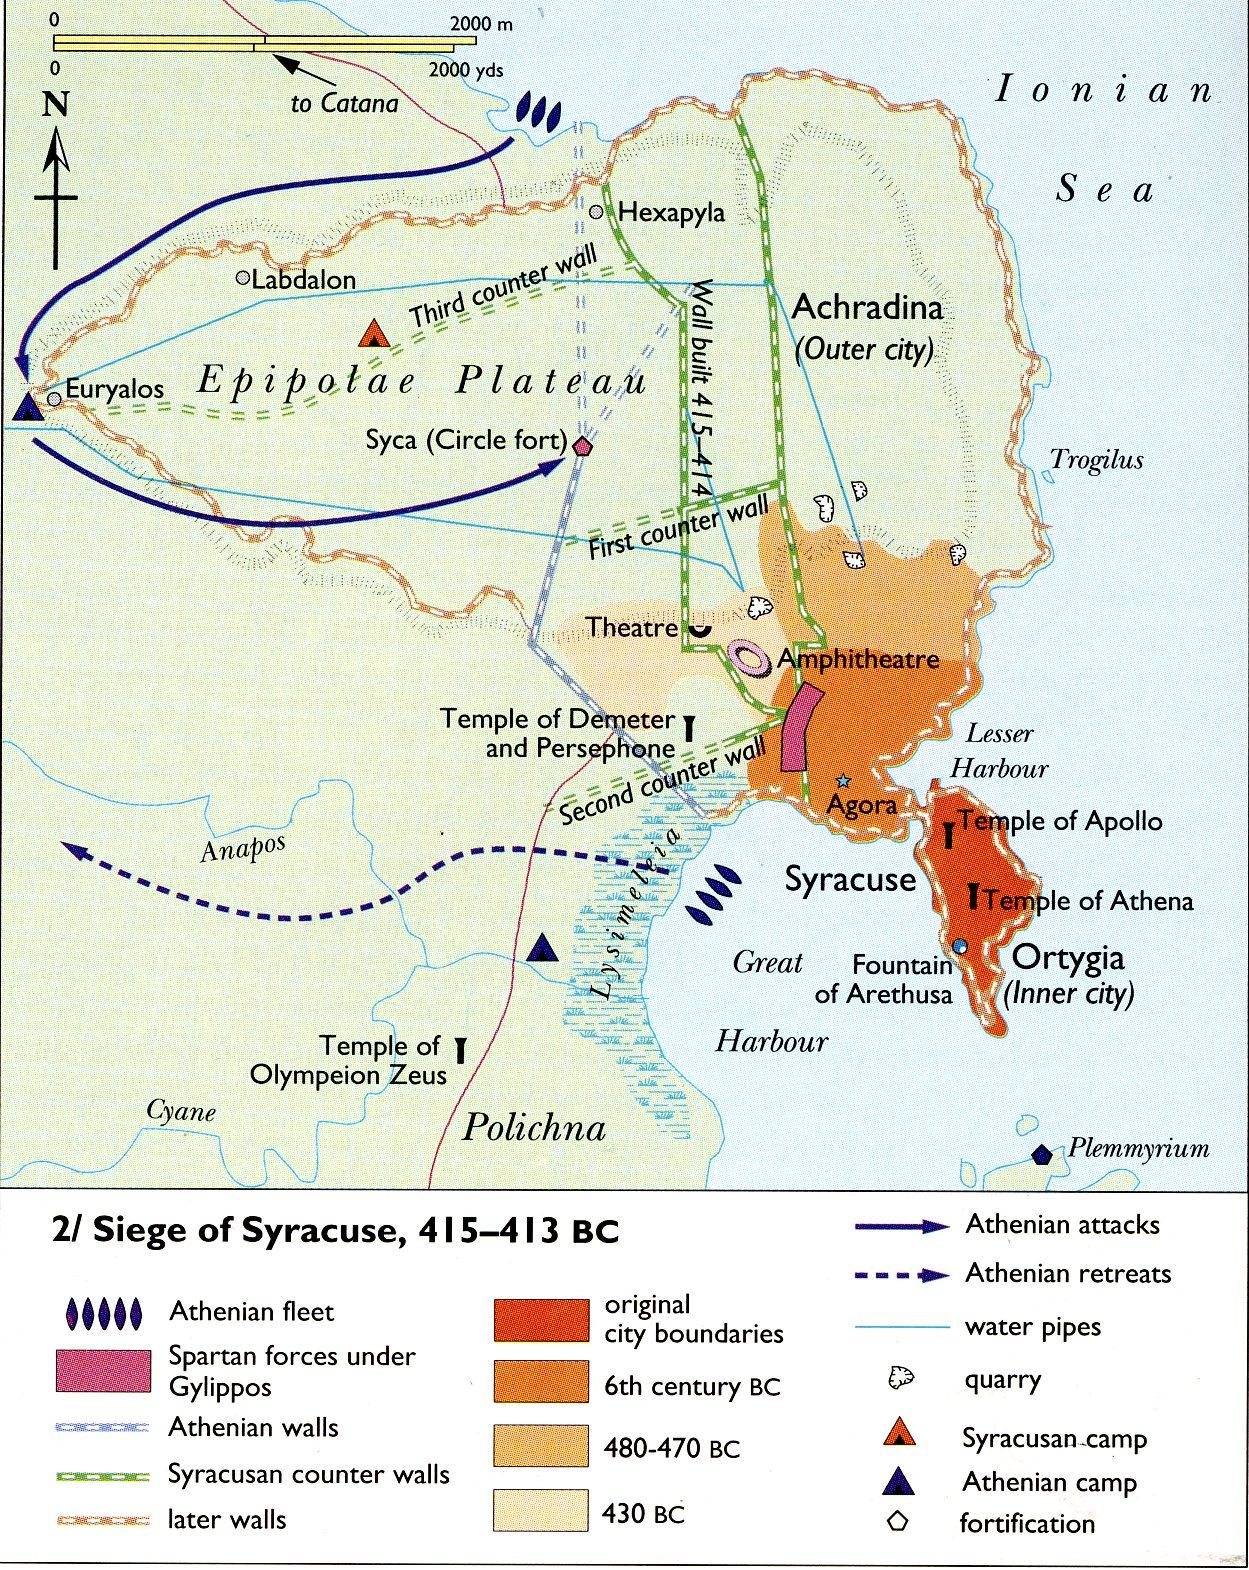 0
2000 m
0
2000 yds
to Catana
N
Ionian
Sea
Hexapyla
Labdalon
Third counter wall
Achradina
(Outer city)
Wall built 415–414
Euryalos
Epipolae Plateau
Syca (Circle fort)
Trogilus
First counter wall
Theatre
Amphitheatre
Temple of Demeter
and Persephone
Second counter wall
Lesser
Harbour
Agora
Temple of Apollo
Anapos
Lysimeleia
Syracuse
Temple of Athena
Great
Harbour
Fountain
of Arethusa
Ortygia
(Inner city)
Temple of
Olympeion Zeus
Cyane
Polichna
Plemmyrium
2/ Siege of Syracuse, 415–413 BC
Athenian fleet
Spartan forces under
Gylippos
Athenian walls
Syracusan counter walls
later walls
original
city boundaries
6th century BC
480-470 BC
430 BC
Athenian attacks
Athenian retreats
water pipes
quarry
Syracusan camp
Athenian camp
fortification